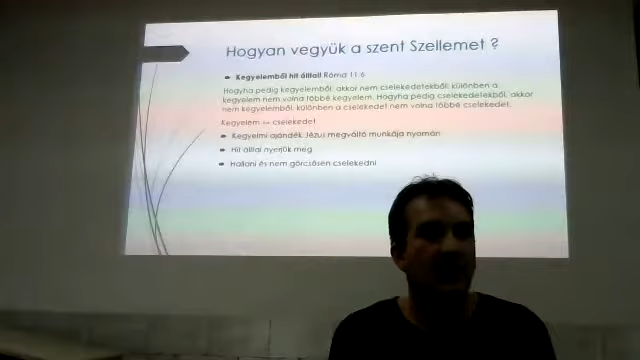 Hogyan vegyük a szent Szellemet ?
Kegyelemből hit által! Róma 11.6
Hogyha pedig kegyelemből, akkor nem cselekedetekből: különben a
kegyelem nem volna többé kegyelem. Hogyha pedig cselekedetekből, akkor
nem kegyelemből: különben a cselekedet nem volna többé cselekedet.
Kegyelem cselekedet
Kegyelmi ajándék Jézus megváltó munkája nyomán
Hit által nyerjük meg
Hallani és nem görcsösen cselekedni